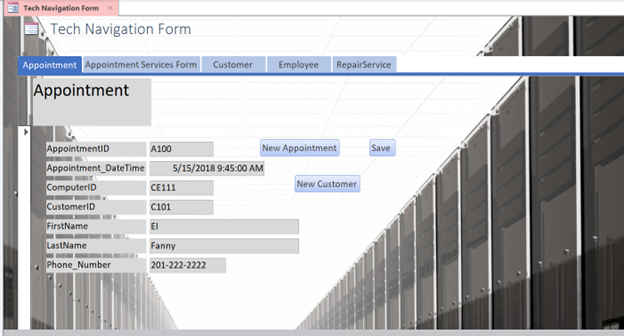 Tech Navigation Form
Tech Navigation Form
Appointment Appointment Services Form Customer Employee RepairService
Appointment
AppointmentID A100 New Appointment Save
Appointment_DateTime 5/15/2018 9:45:00 AM
New Customer
ComputerID CE111
CustomerID C101
FirstName El
LastName Fanny
Phone_Number 201-222-2222